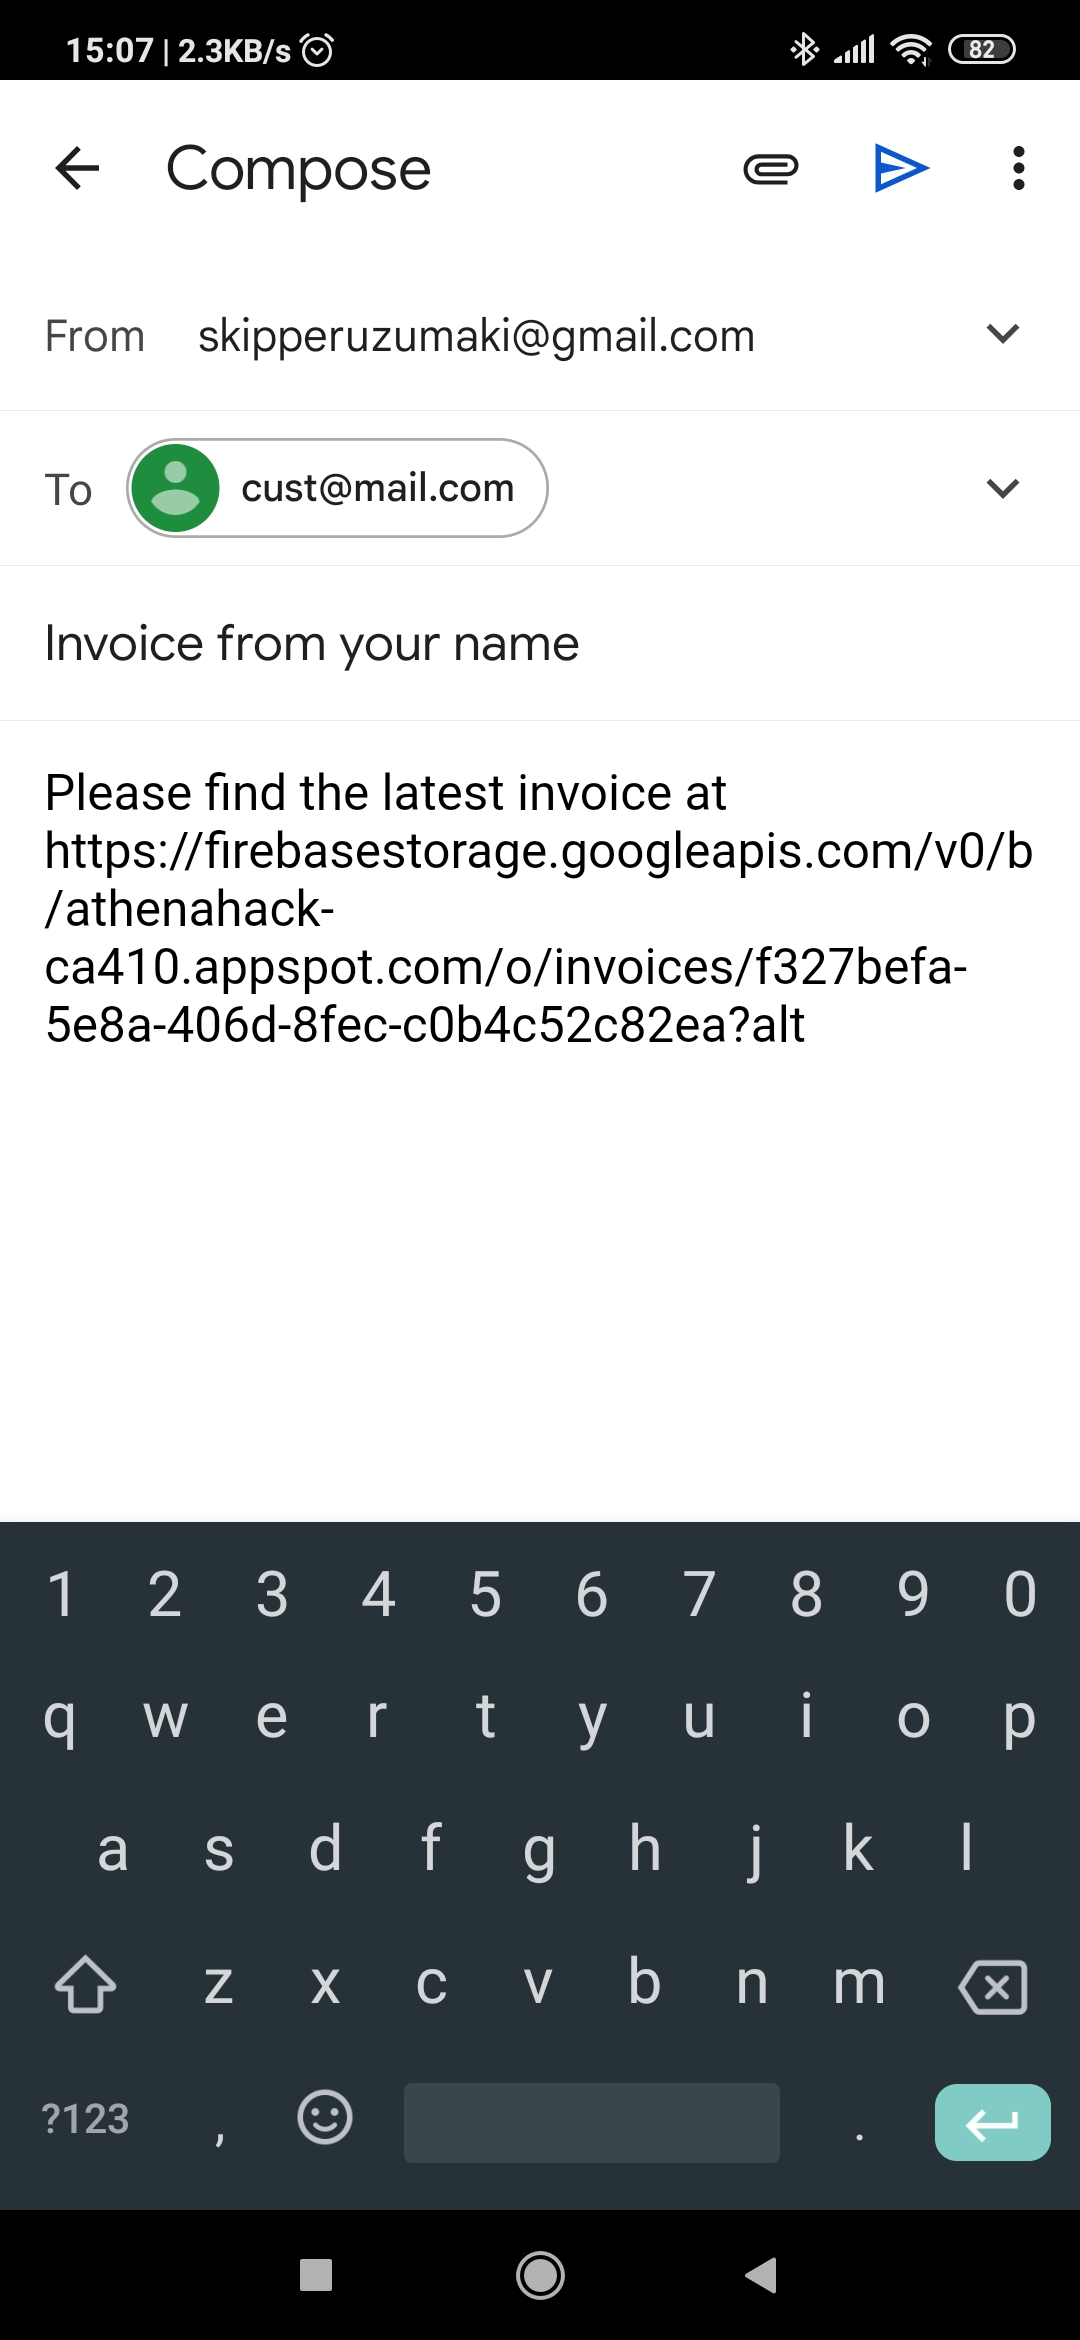 15:07 | 2.3KB/s
82
Compose
From skipperuzumaki@gmail.com
To cust@mail.com
Invoice from your name
Please find the latest invoice at
https://firebasestorage.googleapis.com/v0/b
/athenahack-
ca410.appspot.com/o/invoices/f327befa-
5e8a-406d-8fec-c0b4c52c82ea?alt
1 2 3 4 5 6 7 8 9 0
q w e r t y u i o p
a s d f g h j k l
z x c v b n m
?123 , .